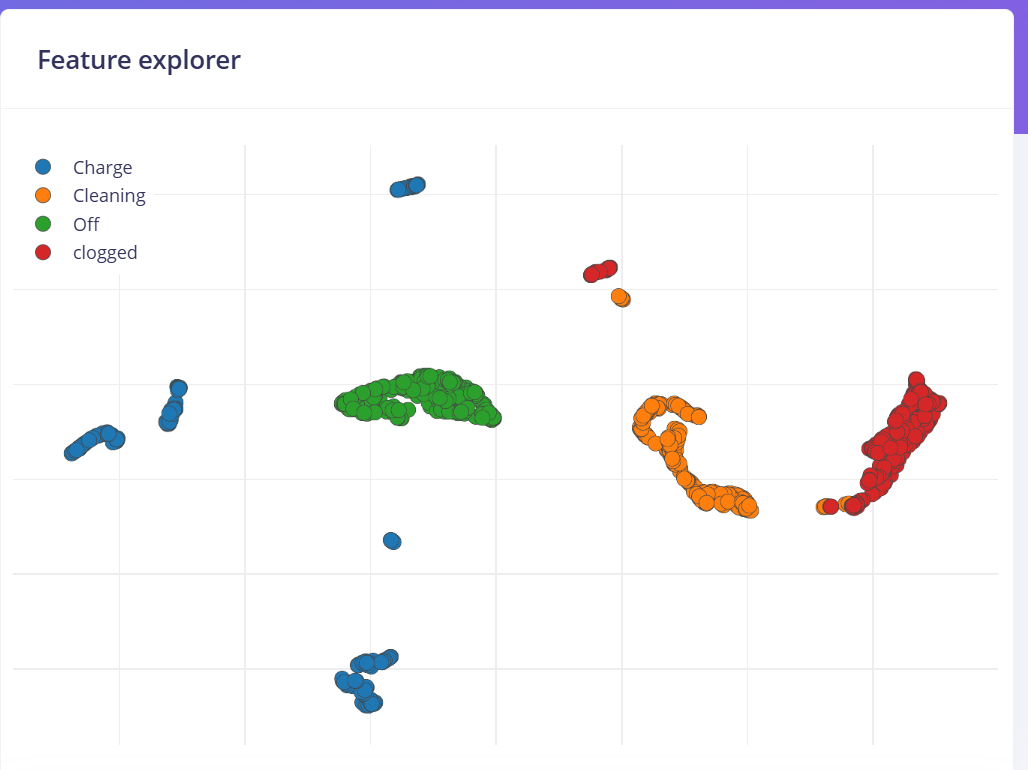 Feature explorer
Charge
Cleaning
Off
clogged